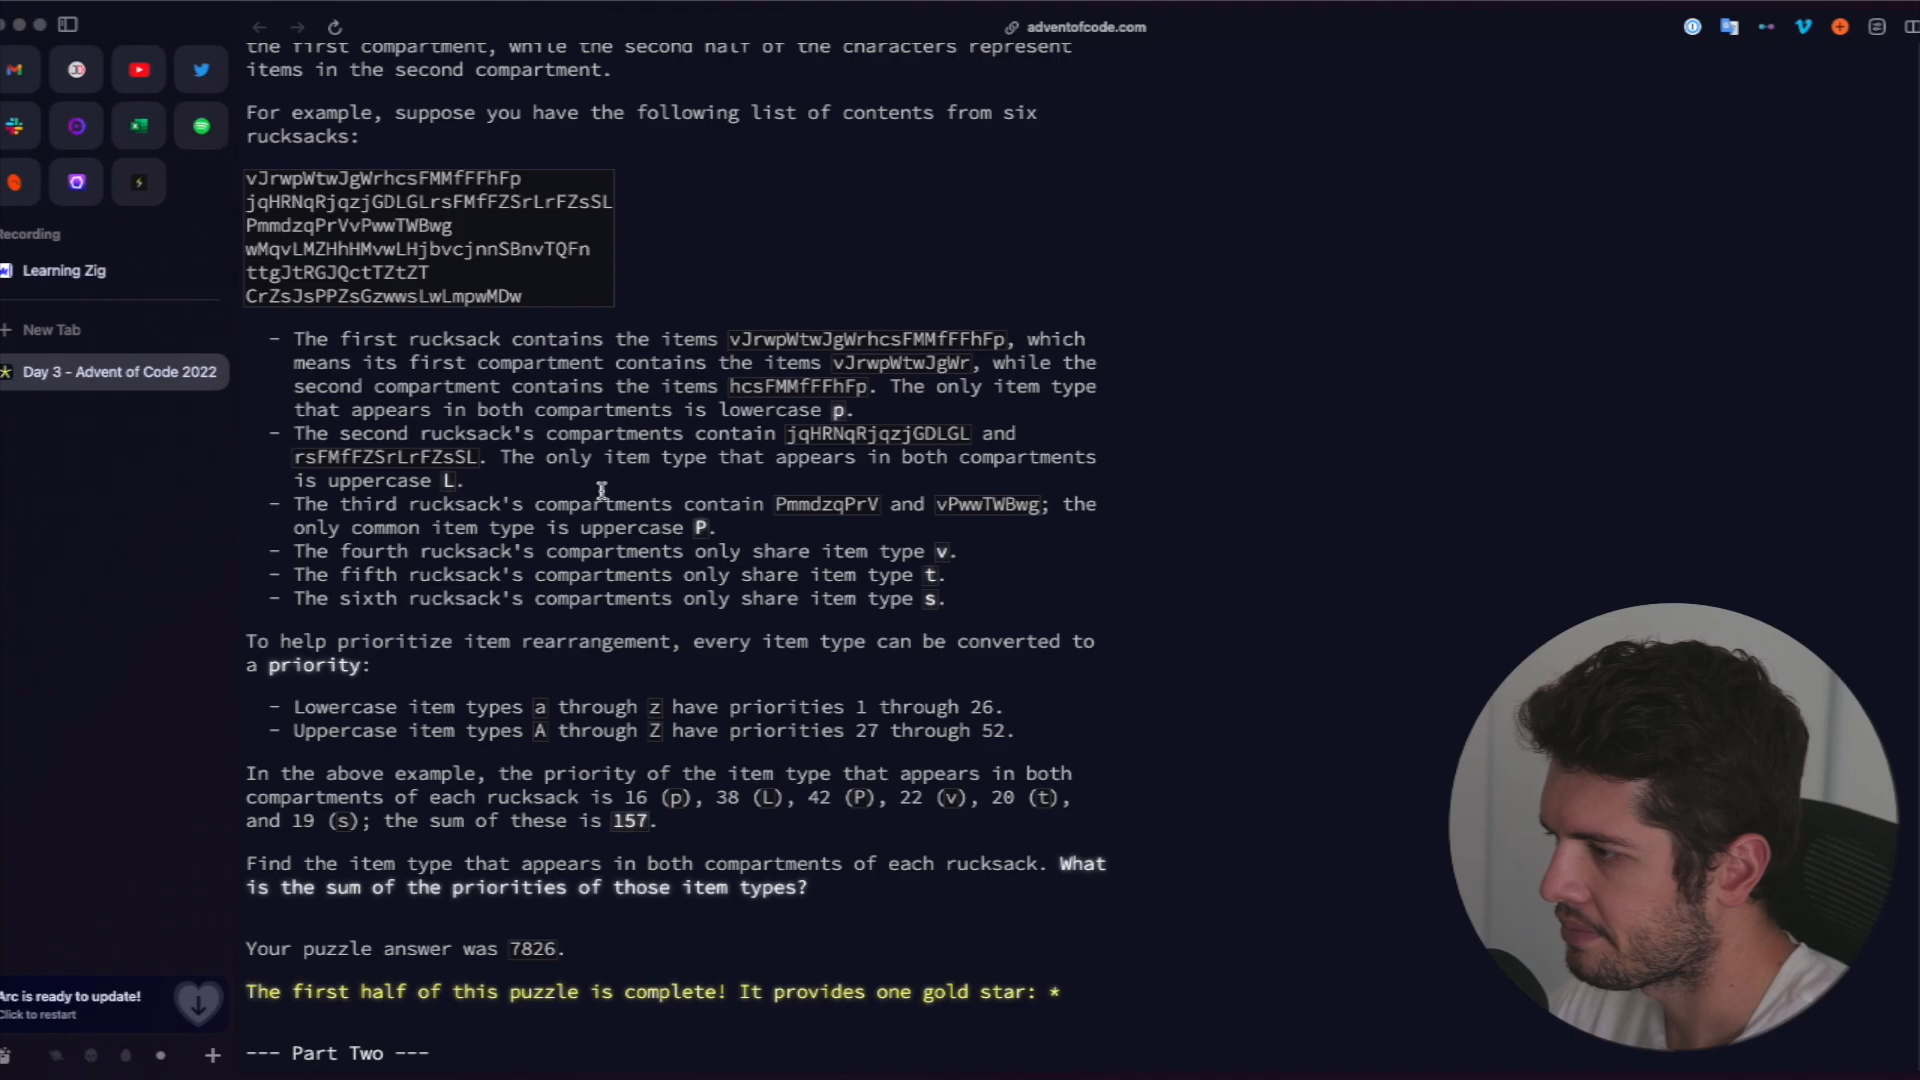 adventofcode.com
Recording
Learning Zig
New Tab
Day 3 - Advent of Code 2022
Arc is ready to update!
Click to restart
the first compartment, while the second half of the characters represent
items in the second compartment.
For example, suppose you have the following list of contents from six
rucksacks:
vJrwpWtwJgWrhcsFMMfFFhFp
jqHRNqRjqzjGDLGLrsFMfFZSrLrFZsSL
PmmdzqPrVvPwwTWBwg
wMqvLMZHhHMvwLHjbvcjnnSBnvTQFn
ttgJtRGJQctTZtZT
CrZsJsPPZsGzwwsLwLmpwMDw
- The first rucksack contains the items vJrwpWtwJgWrhcsFMMfFFhFp, which
means its first compartment contains the items vJrwpWtwJgWr, while the
second compartment contains the items hcsFMMfFFhFp. The only item type
that appears in both compartments is lowercase p.
- The second rucksack's compartments contain jqHRNqRjqzjGDLGL and
rsFMfFZSrLrFZsSL. The only item type that appears in both compartments
is uppercase L.
- The third rucksack's compartments contain PmmdzqPrV and vPwwTWBwg; the
only common item type is uppercase P.
- The fourth rucksack's compartments only share item type v.
- The fifth rucksack's compartments only share item type t.
- The sixth rucksack's compartments only share item type s.
To help prioritize item rearrangement, every item type can be converted to
a priority:
- Lowercase item types a through z have priorities 1 through 26.
- Uppercase item types A through Z have priorities 27 through 52.
In the above example, the priority of the item type that appears in both
compartments of each rucksack is 16 (p), 38 (L), 42 (P), 22 (v), 20 (t),
and 19 (s); the sum of these is 157.
Find the item type that appears in both compartments of each rucksack. What
is the sum of the priorities of those item types?
Your puzzle answer was 7826.
The first half of this puzzle is complete! It provides one gold star: *
--- Part Two ---